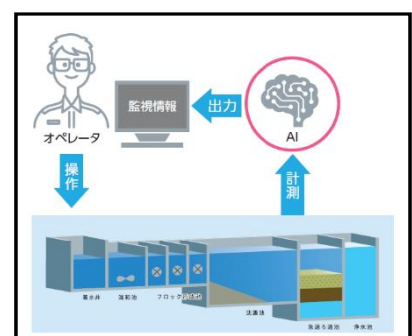 監視情報
出力
オペレータ
AI
操作
計測
着水井
混和池
フロック形成池
沈澱池
急速ろ過池
浄水池